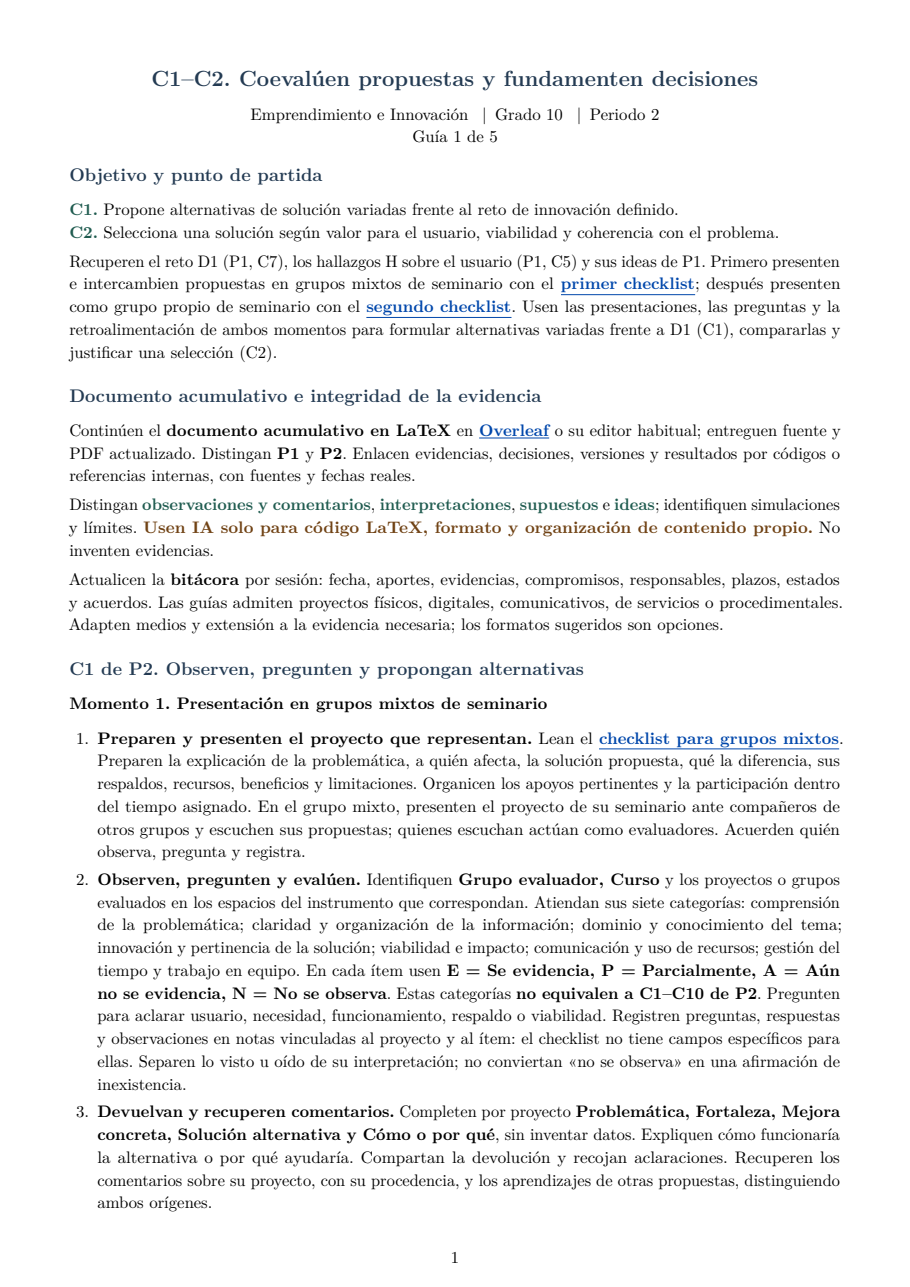 C1–C2. Coevalúen propuestas y fundamenten decisiones
Emprendimiento e Innovación | Grado 10 | Periodo 2
Guía 1 de 5
Objetivo y punto de partida
C1. Propone alternativas de solución variadas frente al reto de innovación definido.
C2. Selecciona una solución según valor para el usuario, viabilidad y coherencia con el problema.
Recuperen el reto D1 (P1, C7), los hallazgos H sobre el usuario (P1, C5) y sus ideas de P1. Primero presenten
e intercambien propuestas en grupos mixtos de seminario con el primer checklist; después presenten
como grupo propio de seminario con el segundo checklist. Usen las presentaciones, las preguntas y la
retroalimentación de ambos momentos para formular alternativas variadas frente a D1 (C1), compararlas y
justificar una selección (C2).
Documento acumulativo e integridad de la evidencia
Continúen el documento acumulativo en LaTeX en Overleaf o su editor habitual; entreguen fuente y
PDF actualizado. Distingan P1 y P2. Enlacen evidencias, decisiones, versiones y resultados por códigos o
referencias internas, con fuentes y fechas reales.
Distingan observaciones y comentarios, interpretaciones, supuestos e ideas; identifiquen simulaciones
y límites. Usen IA solo para código LaTeX, formato y organización de contenido propio. No
inventen evidencias.
Actualicen la bitácora por sesión: fecha, aportes, evidencias, compromisos, responsables, plazos, estados
y acuerdos. Las guías admiten proyectos físicos, digitales, comunicativos, de servicios o procedimentales.
Adapten medios y extensión a la evidencia necesaria; los formatos sugeridos son opciones.
C1 de P2. Observen, pregunten y propongan alternativas
Momento 1. Presentación en grupos mixtos de seminario
1. Preparen y presenten el proyecto que representan. Lean el checklist para grupos mixtos.
Preparen la explicación de la problemática, a quién afecta, la solución propuesta, qué la diferencia, sus
respaldos, recursos, beneficios y limitaciones. Organicen los apoyos pertinentes y la participación dentro
del tiempo asignado. En el grupo mixto, presenten el proyecto de su seminario ante compañeros de
otros grupos y escuchen sus propuestas; quienes escuchan actúan como evaluadores. Acuerden quién
observa, pregunta y registra.
2. Observen, pregunten y evalúen. Identifiquen Grupo evaluador, Curso y los proyectos o grupos
evaluados en los espacios del instrumento que correspondan. Atiendan sus siete categorías: comprensión
de la problemática; claridad y organización de la información; dominio y conocimiento del tema;
innovación y pertinencia de la solución; viabilidad e impacto; comunicación y uso de recursos; gestión del
tiempo y trabajo en equipo. En cada ítem usen E = Se evidencia, P = Parcialmente, A = Aún
no se evidencia, N = No se observa. Estas categorías no equivalen a C1–C10 de P2. Pregunten
para aclarar usuario, necesidad, funcionamiento, respaldo o viabilidad. Registren preguntas, respuestas
y observaciones en notas vinculadas al proyecto y al ítem: el checklist no tiene campos específicos para
ellas. Separen lo visto u oído de su interpretación; no conviertan «no se observa» en una afirmación de
inexistencia.
3. Devuelvan y recuperen comentarios. Completen por proyecto Problemática, Fortaleza, Mejora
concreta, Solución alternativa y Cómo o por qué, sin inventar datos. Expliquen cómo funcionaría
la alternativa o por qué ayudaría. Compartan la devolución y recojan aclaraciones. Recuperen los
comentarios sobre su proyecto, con su procedencia, y los aprendizajes de otras propuestas, distinguiendo
ambos orígenes.
1